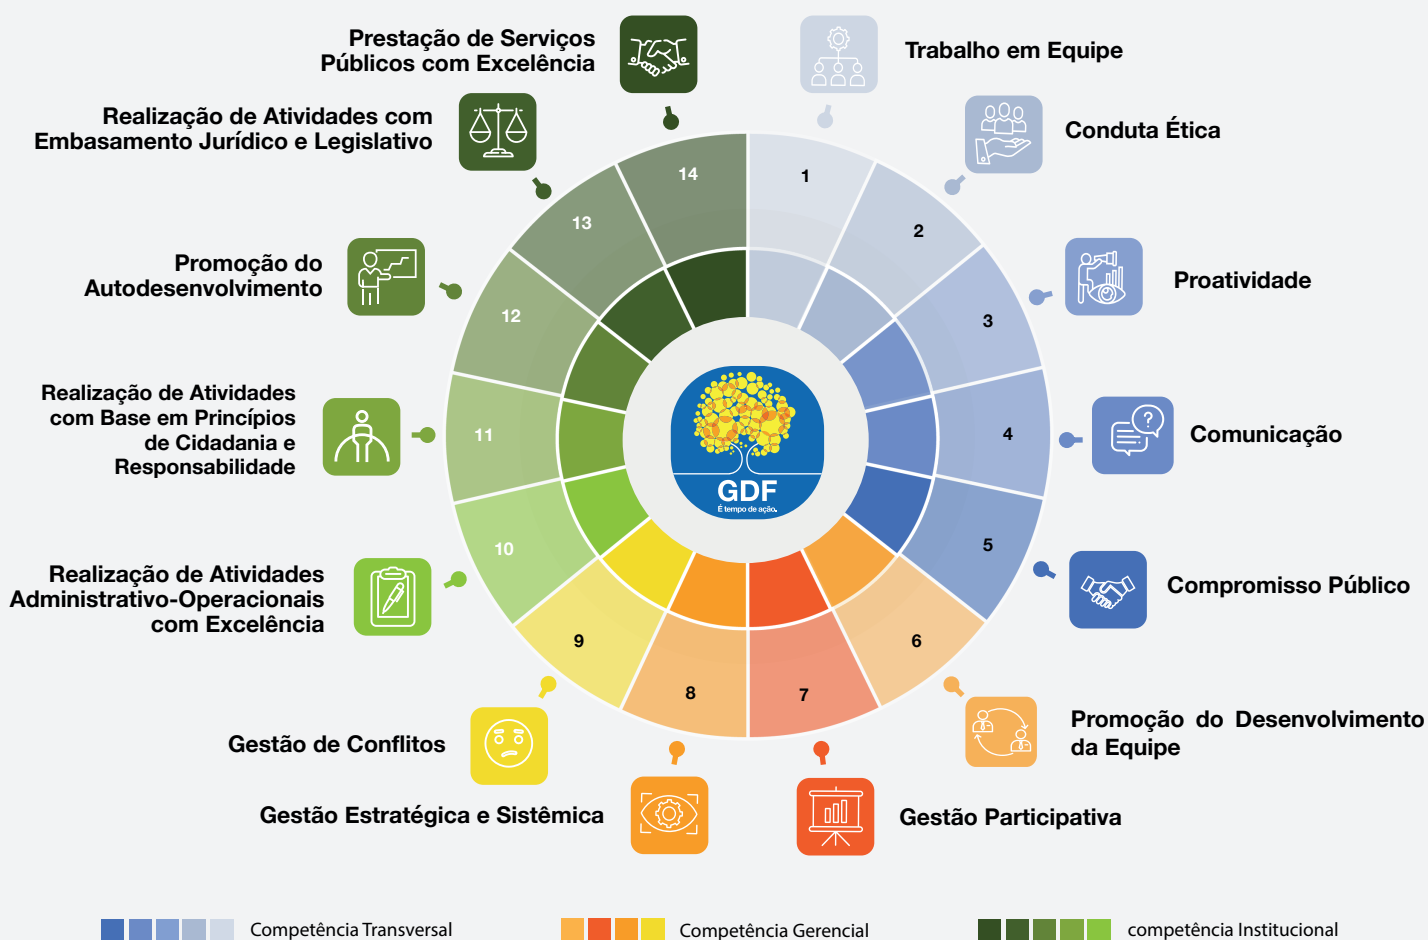 Prestação de Serviços
Públicos com Excelência
Trabalho em Equipe
Realização de Atividades com
Embasamento Jurídico e Legislativo
Conduta Ética
Promoção do
Autodesenvolvimento
Proatividade
Realização de Atividades
com Base em Princípios
de Cidadania e
Responsabilidade
Comunicação
Realização de Atividades
Administrativo-Operacionais
com Excelência
Compromisso Público
Gestão de Conflitos
Promoção do Desenvolvimento
da Equipe
Gestão Estratégica e Sistêmica
Gestão Participativa
1
2
3
4
5
6
7
8
9
10
11
12
13
14
?
GDF
É tempo de ação.
Competência Transversal
Competência Gerencial
competência Institucional